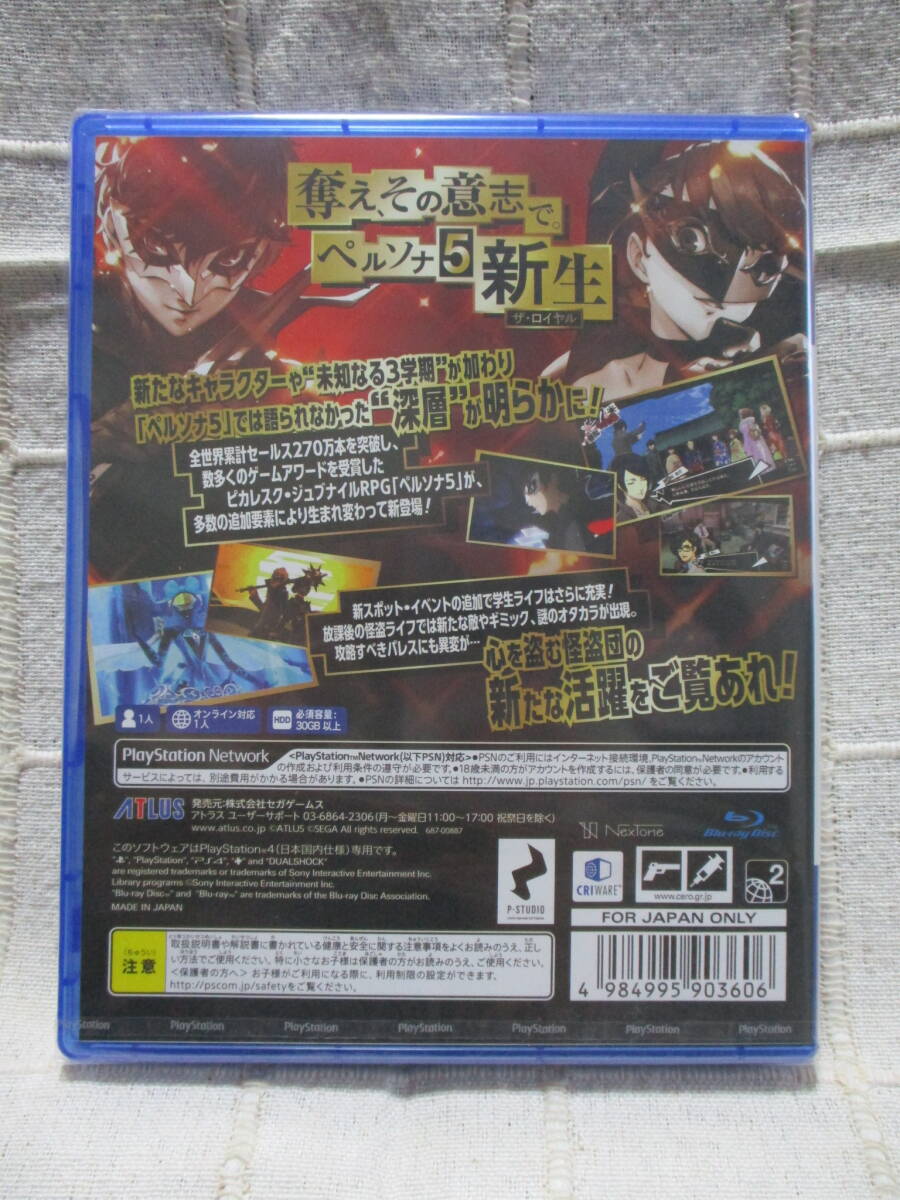 奪え、その意志で。
ペルソナ5 新生
ザ・ロイヤル
新たなキャラクターや"未知なる3学期"が加わり
「ペルソナ5」では語られなかった"深層"が明らかに!
全世界累計セールス270万本を突破し、
数多くのゲームアワードを受賞した
ピカレスク・ジュブナイルRPG「ペルソナ5」が、
多数の追加要素により生まれ変わって新登場!
新スポット・イベントの追加で学生ライフはさらに充実!
放課後の怪盗ライフでは新たな敵やギミック、謎のオタカラが出現。
攻略すべきパレスにも異変が…
心を盗む怪盗団の
新たな活躍をご覧あれ!
1人
オンライン対応
1人
HDD 必須容量:
30GB以上
PlayStation Network
<PlayStation™Network(以下PSN)対応>●PSNのご利用にはインターネット接続環境、PlayStation™Networkのアカウント
の作成および利用条件の遵守が必要です。●18歳未満の方がアカウントを作成するには、保護者の同意が必要です。●利用する
サービスによっては、別途費用がかかる場合があります。●PSNの詳細については http://www.jp.playstation.com/psn/ をご覧ください。
ATLUS
発売元:株式会社セガゲームス
アトラス ユーザーサポート 03-6864-2306(月〜金曜日11:00〜17:00 祝祭日を除く)
www.atlus.co.jp ©ATLUS ©SEGA All rights reserved. 687-00887
NexTone
Blu-ray Disc
このソフトウェアはPlayStation®4(日本国内仕様)専用です。
", "PlayStation", "PS4", " and "DUALSHOCK"
are registered trademarks or trademarks of Sony Interactive Entertainment Inc.
Library programs ©Sony Interactive Entertainment Inc.
"Blu-ray Disc™" and "Blu-ray™" are trademarks of the Blu-ray Disc Association.
MADE IN JAPAN
P-STUDIO
CRIWARE™
www.cero.gr.jp
2
FOR JAPAN ONLY
(ちゅうい)
注意
取扱説明書や解説書に書かれている健康と安全に関する注意事項をよくお読みのうえ、正し
い方法でご使用ください。特に小さなお子様は保護者の方がお読みのうえ、ご使用ください。
<保護者の方へ> お子様がご利用になる際に、利用制限の設定ができます。
http://pscom.jp/safetyをご覧ください。
4 984995 903606
PlayStation PlayStation PlayStation PlayStation PlayStation PlayStation PlayStation